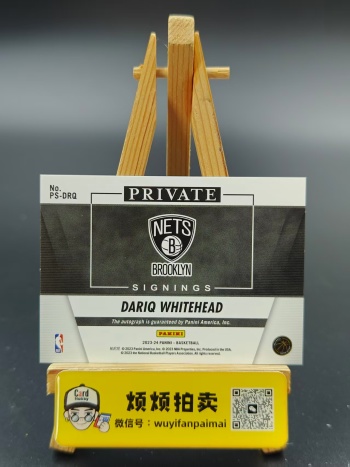 No.
PS-DRQ
PRIVATE
NETS
B
BROOKLYN
SIGNINGS
DARIQ WHITEHEAD
The autograph is guaranteed by Panini America, Inc.
PANINI
2023-24 PANINI - BASKETBALL
Card
烦烦拍卖
微信号：wuyifanpaimai